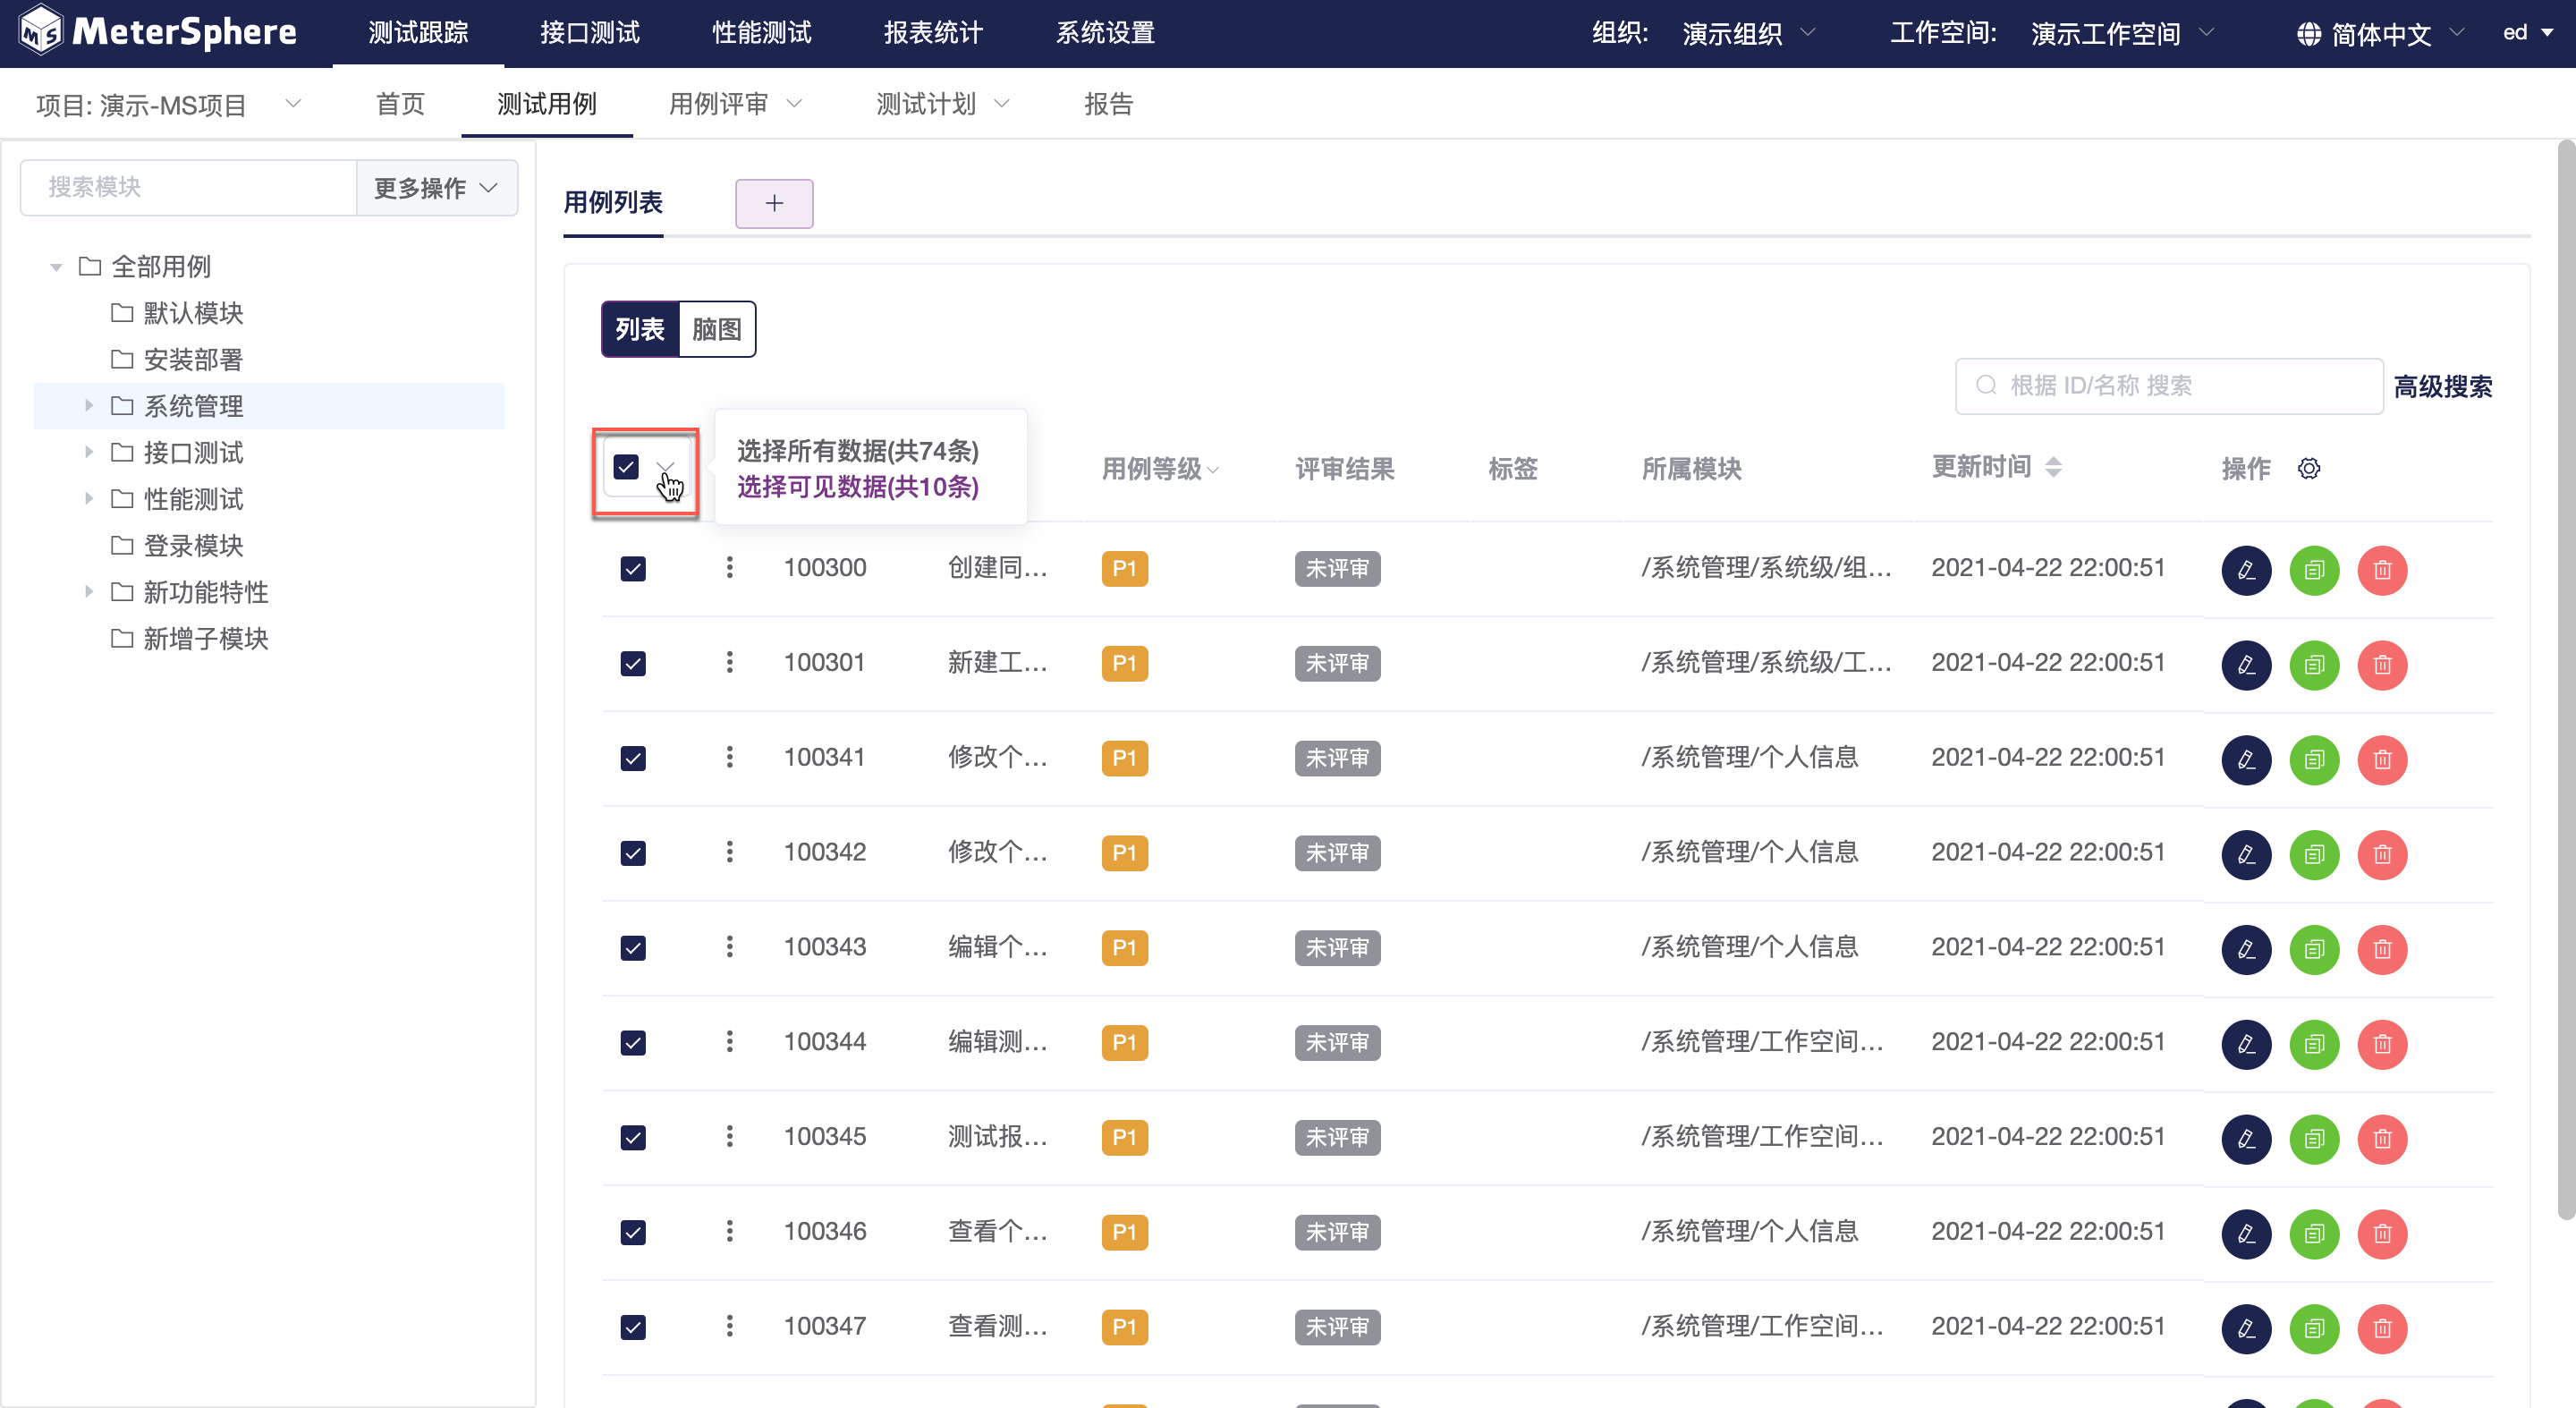 MeterSphere 测试跟踪 接口测试 性能测试 报表统计 系统设置 组织: 演示组织 工作空间: 演示工作空间 简体中文 ed
项目: 演示-MS项目 首页 测试用例 用例评审 测试计划 报告
搜索模块 更多操作
全部用例
默认模块
安装部署
系统管理
接口测试
性能测试
登录模块
新功能特性
新增子模块
用例列表 +
列表 脑图
根据 ID/名称 搜索 高级搜索
选择所有数据(共74条)
选择可见数据(共10条)
用例等级 评审结果 标签 所属模块 更新时间 操作
100300 创建同... P1 未评审 /系统管理/系统级/组... 2021-04-22 22:00:51
100301 新建工... P1 未评审 /系统管理/系统级/工... 2021-04-22 22:00:51
100341 修改个... P1 未评审 /系统管理/个人信息 2021-04-22 22:00:51
100342 修改个... P1 未评审 /系统管理/个人信息 2021-04-22 22:00:51
100343 编辑个... P1 未评审 /系统管理/个人信息 2021-04-22 22:00:51
100344 编辑测... P1 未评审 /系统管理/工作空间... 2021-04-22 22:00:51
100345 测试报... P1 未评审 /系统管理/工作空间... 2021-04-22 22:00:51
100346 查看个... P1 未评审 /系统管理/个人信息 2021-04-22 22:00:51
100347 查看测... P1 未评审 /系统管理/工作空间... 2021-04-22 22:00:51